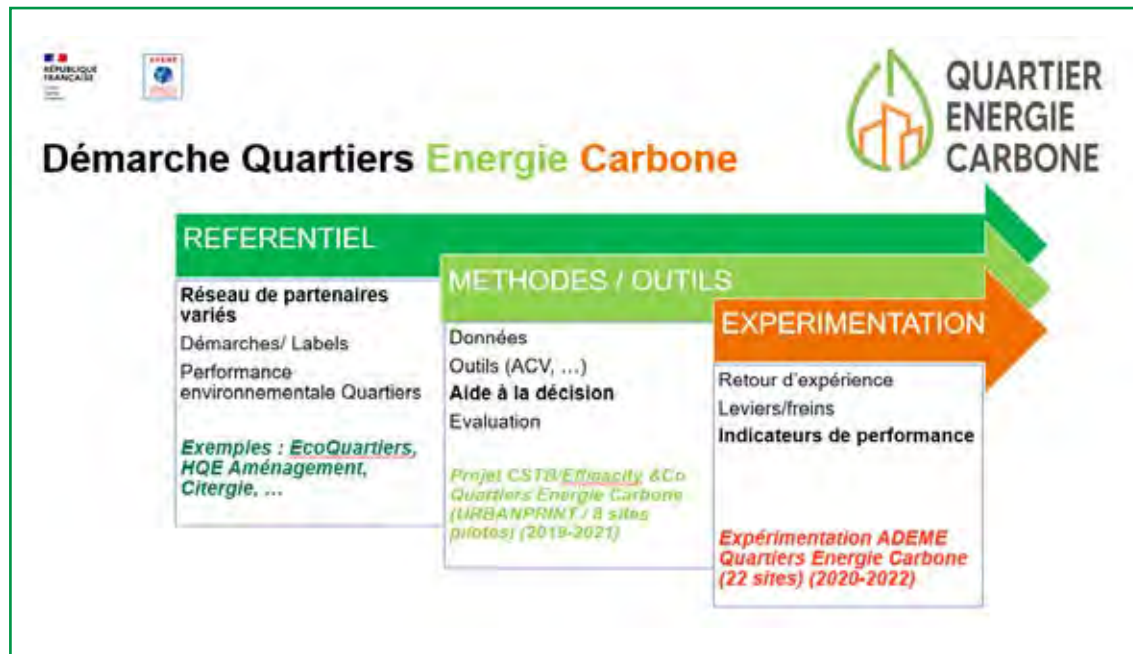 RÉPUBLIQUE
FRANÇAISE
ADEME
QUARTIER
ENERGIE
CARBONE
Démarche Quartiers Energie Carbone
REFERENTIEL
Réseau de partenaires
variés
Démarches/ Labels
Performance
environnementale Quartiers
Exemples : EcoQuartiers,
HQE Aménagement,
Citergie, ...
METHODES / OUTILS
Données
Outils (ACV, ...)
Aide à la décision
Evaluation
Projet CSTB/Efficacity &Co
Quartiers Energie Carbone
(URBANPRINT / 8 sites
pilotes) (2019-2021)
EXPERIMENTATION
Retour d'expérience
Leviers/freins
Indicateurs de performance
Expérimentation ADEME
Quartiers Energie Carbone
(22 sites) (2020-2022)